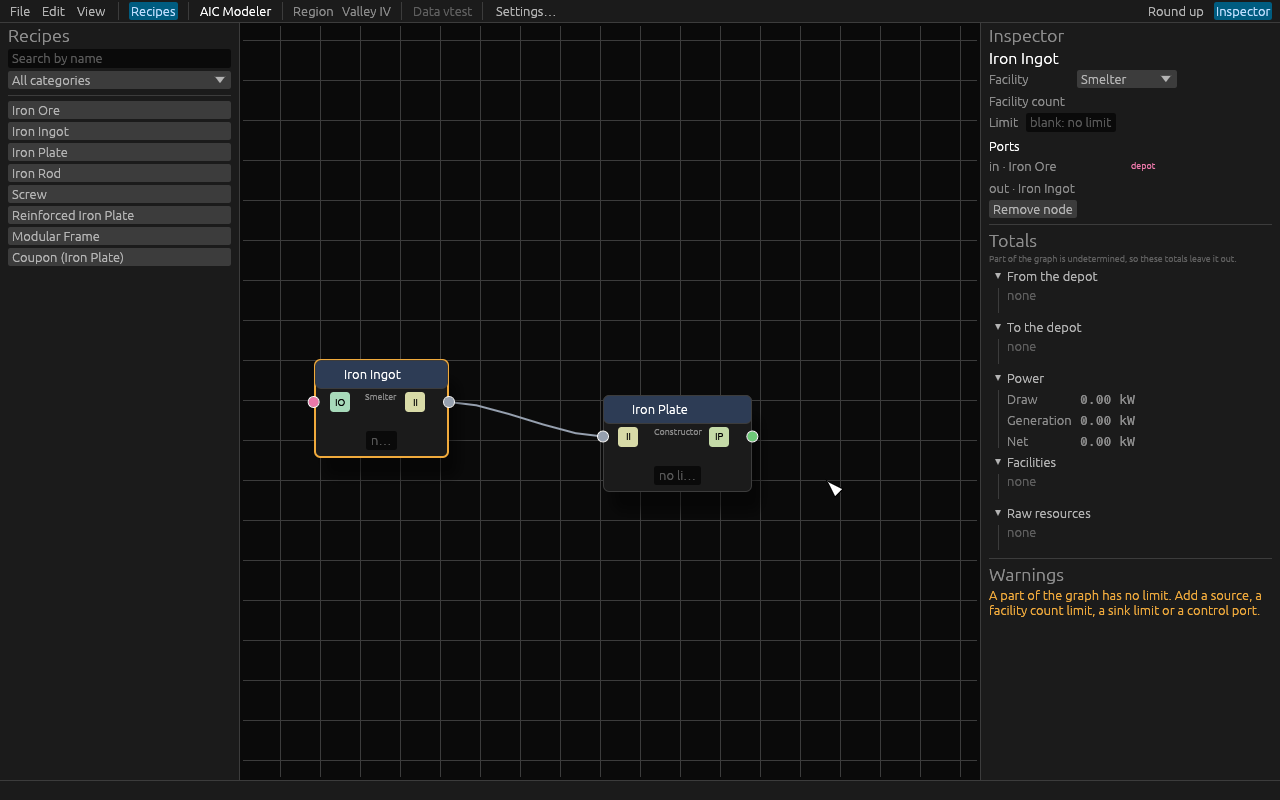 File Edit View Recipes AIC Modeler Region Valley IV Data vtest Settings… Round up Inspector
Recipes
Search by name
All categories
Iron Ore
Iron Ingot
Iron Plate
Iron Rod
Screw
Reinforced Iron Plate
Modular Frame
Coupon (Iron Plate)
Iron Ingot
IO Smelter II
n…
Iron Plate
II Constructor IP
no li…
Inspector
Iron Ingot
Facility Smelter
Facility count
Limit blank: no limit
Ports
in · Iron Ore depot
out · Iron Ingot
Remove node
Totals
Part of the graph is undetermined, so these totals leave it out.
From the depot
none
To the depot
none
Power
Draw 0.00 kW
Generation 0.00 kW
Net 0.00 kW
Facilities
none
Raw resources
none
Warnings
A part of the graph has no limit. Add a source, a
facility count limit, a sink limit or a control port.